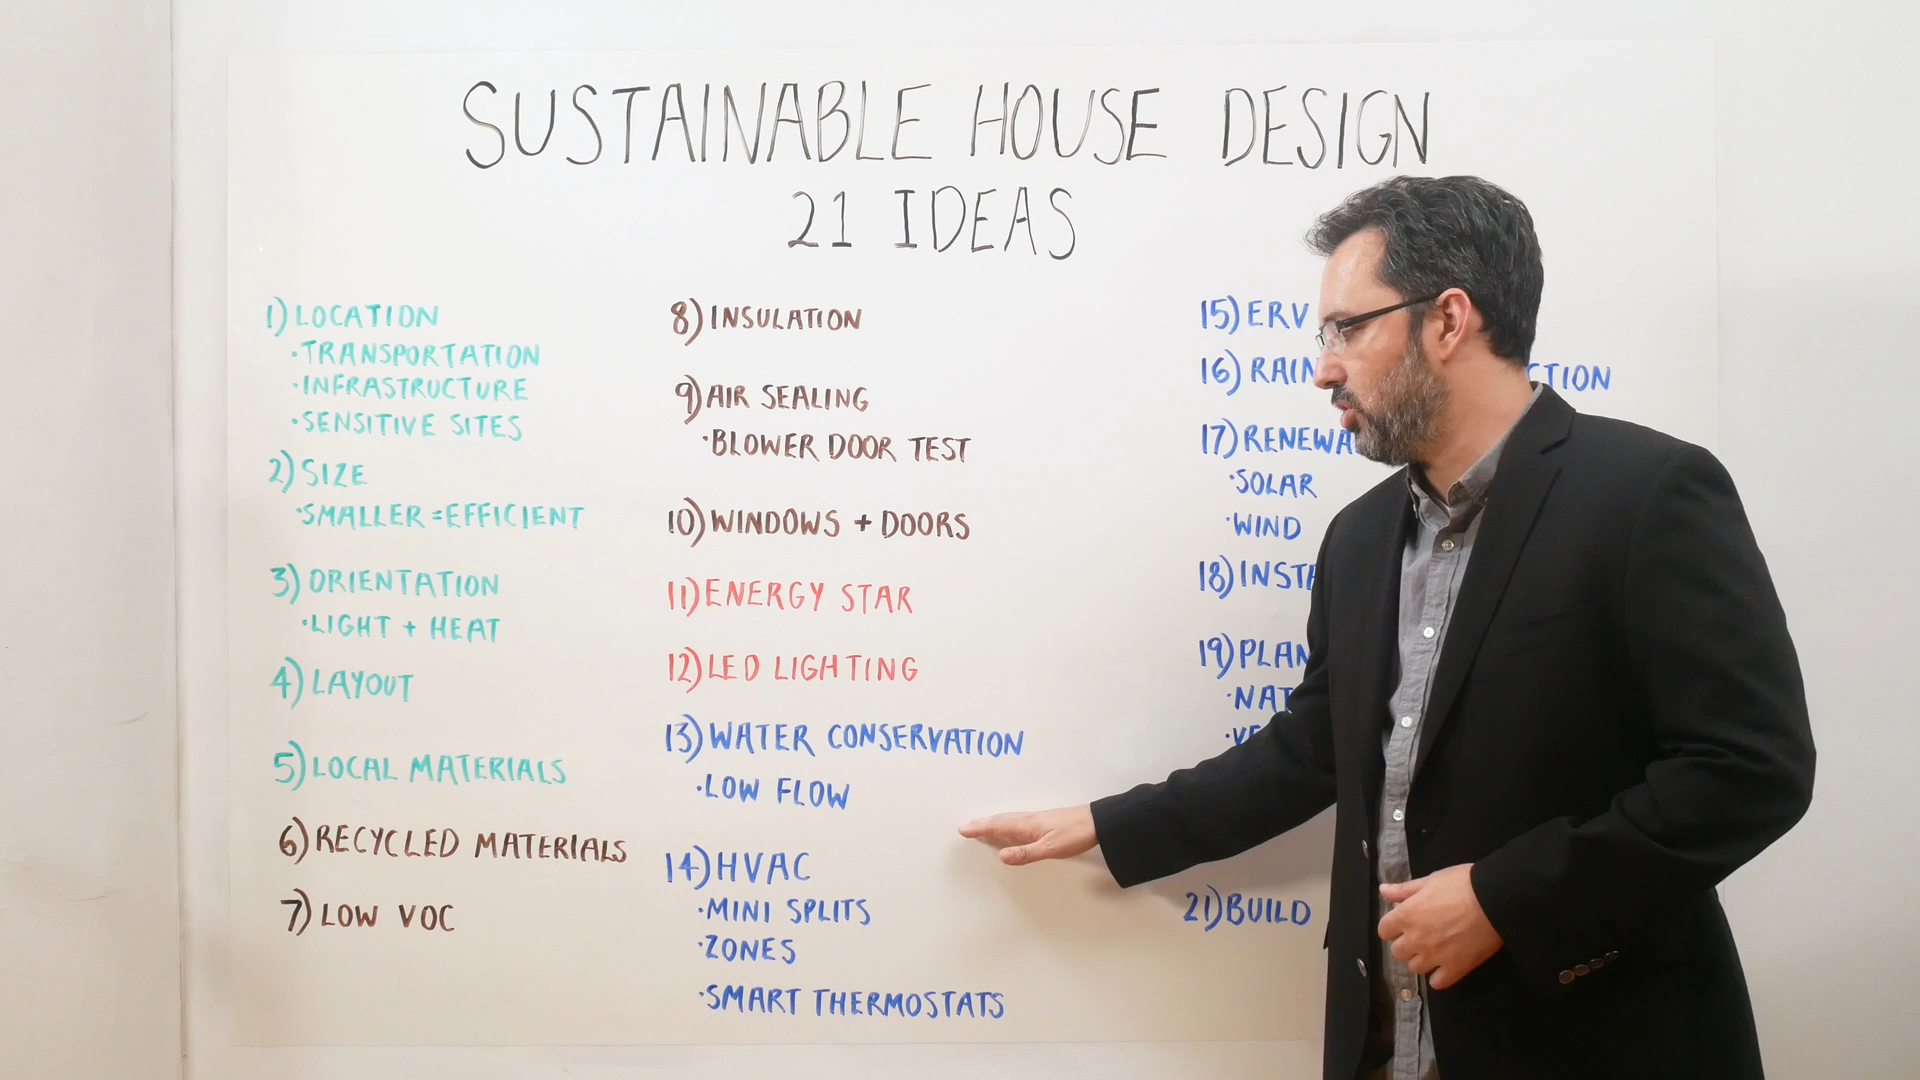 SUSTAINABLE HOUSE DESIGN
21 IDEAS
1) LOCATION
·TRANSPORTATION
·INFRASTRUCTURE
·SENSITIVE SITES
2) SIZE
·SMALLER = EFFICIENT
3) ORIENTATION
·LIGHT + HEAT
4) LAYOUT
5) LOCAL MATERIALS
6) RECYCLED MATERIALS
7) LOW VOC
8) INSULATION
9) AIR SEALING
·BLOWER DOOR TEST
10) WINDOWS + DOORS
11) ENERGY STAR
12) LED LIGHTING
13) WATER CONSERVATION
·LOW FLOW
14) HVAC
·MINI SPLITS
·ZONES
·SMART THERMOSTATS
15) ERV
16)
17)
·SOLAR
·WIND
18)
19)
21) BUILD